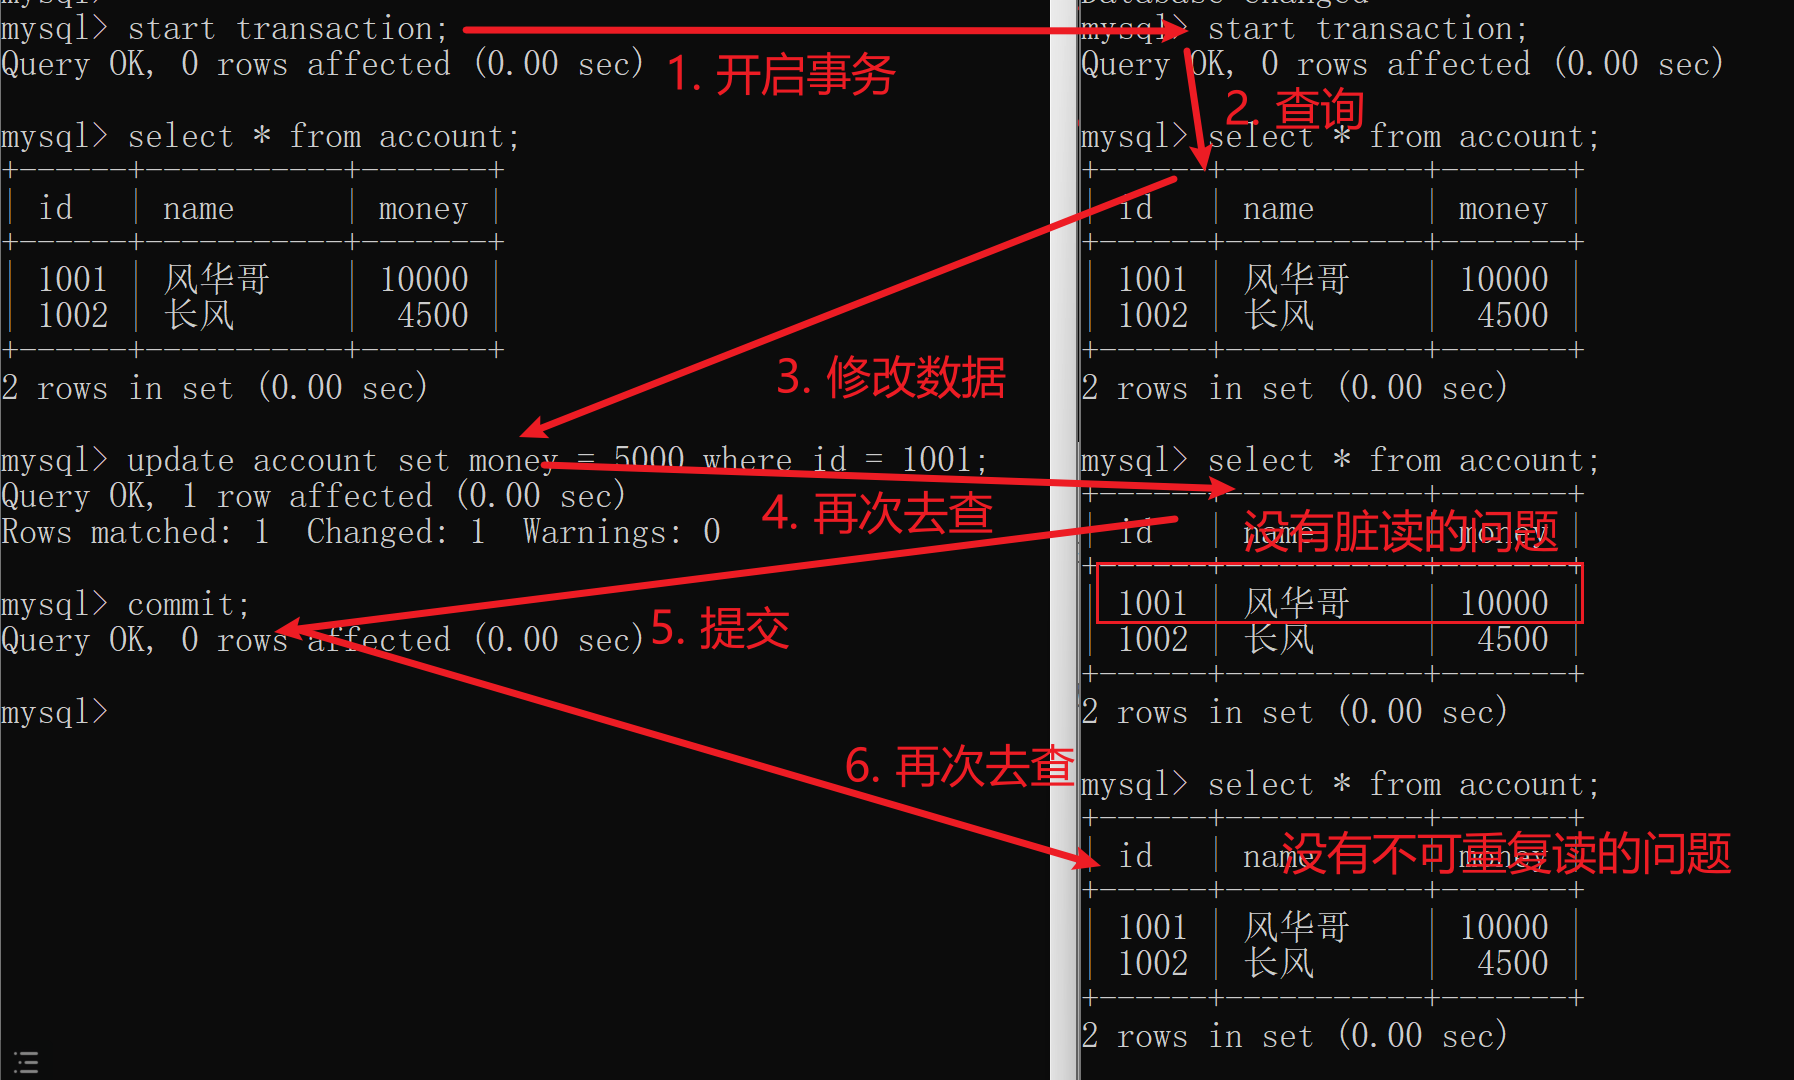 mysql>
mysql> start transaction;
Query OK, 0 rows affected (0.00 sec)
mysql> select * from account;
+------+-----------+-------+
| id | name | money |
+------+-----------+-------+
| 1001 | 风华哥 | 10000 |
| 1002 | 长风 | 4500 |
+------+-----------+-------+
2 rows in set (0.00 sec)
mysql> update account set money = 5000 where id = 1001;
Query OK, 1 row affected (0.00 sec)
Rows matched: 1 Changed: 1 Warnings: 0
mysql> commit;
Query OK, 0 rows affected (0.00 sec)
mysql>
1. 开启事务
2. 查询
3. 修改数据
4. 再次去查
5. 提交
6. 再次去查
Database changed
mysql> start transaction;
Query OK, 0 rows affected (0.00 sec)
mysql> select * from account;
+------+-----------+-------+
| id | name | money |
+------+-----------+-------+
| 1001 | 风华哥 | 10000 |
| 1002 | 长风 | 4500 |
+------+-----------+-------+
2 rows in set (0.00 sec)
mysql> select * from account;
+------+-----------+-------+
| id | name | money |
没有脏读的问题
+------+-----------+-------+
| 1001 | 风华哥 | 10000 |
| 1002 | 长风 | 4500 |
+------+-----------+-------+
2 rows in set (0.00 sec)
mysql> select * from account;
+------+-----------+-------+
| id | name | money |
没有不可重复读的问题
+------+-----------+-------+
| 1001 | 风华哥 | 10000 |
| 1002 | 长风 | 4500 |
+------+-----------+-------+
2 rows in set (0.00 sec)